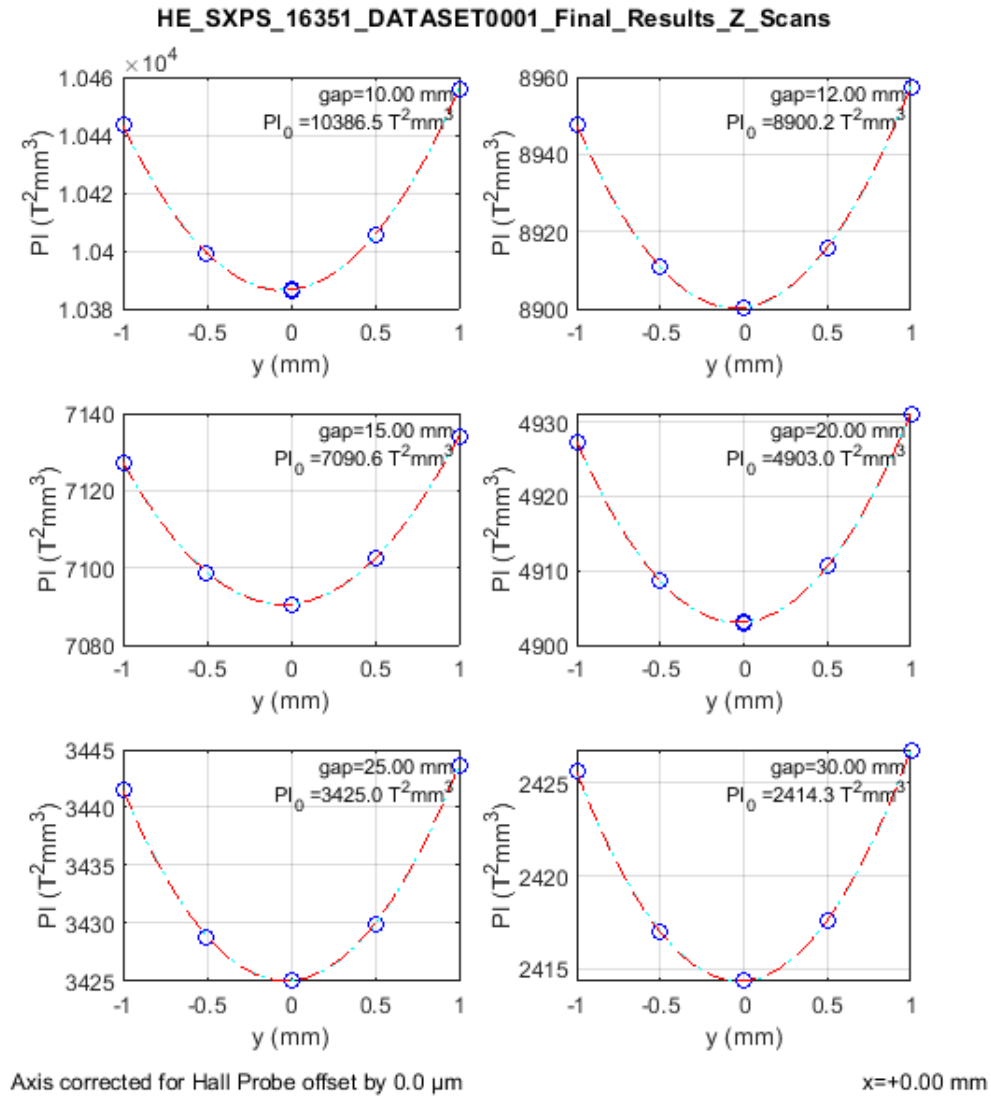 HE_SXPS_16351_DATASET0001_Final_Results_Z_Scans
×10⁴
1.046
1.044
1.042
1.04
1.038
PI (T²mm³)
gap=10.00 mm
PI₀ =10386.5 T²mm³
-1 -0.5 0 0.5 1
y (mm)
8960
8940
8920
8900
PI (T²mm³)
gap=12.00 mm
PI₀ =8900.2 T²mm³
-1 -0.5 0 0.5 1
y (mm)
7140
7120
7100
7080
PI (T²mm³)
gap=15.00 mm
PI₀ =7090.6 T²mm³
-1 -0.5 0 0.5 1
y (mm)
4930
4920
4910
4900
PI (T²mm³)
gap=20.00 mm
PI₀ =4903.0 T²mm³
-1 -0.5 0 0.5 1
y (mm)
3445
3440
3435
3430
3425
PI (T²mm³)
gap=25.00 mm
PI₀ =3425.0 T²mm³
-1 -0.5 0 0.5 1
y (mm)
2425
2420
2415
PI (T²mm³)
gap=30.00 mm
PI₀ =2414.3 T²mm³
-1 -0.5 0 0.5 1
y (mm)
Axis corrected for Hall Probe offset by 0.0 µm
x=+0.00 mm